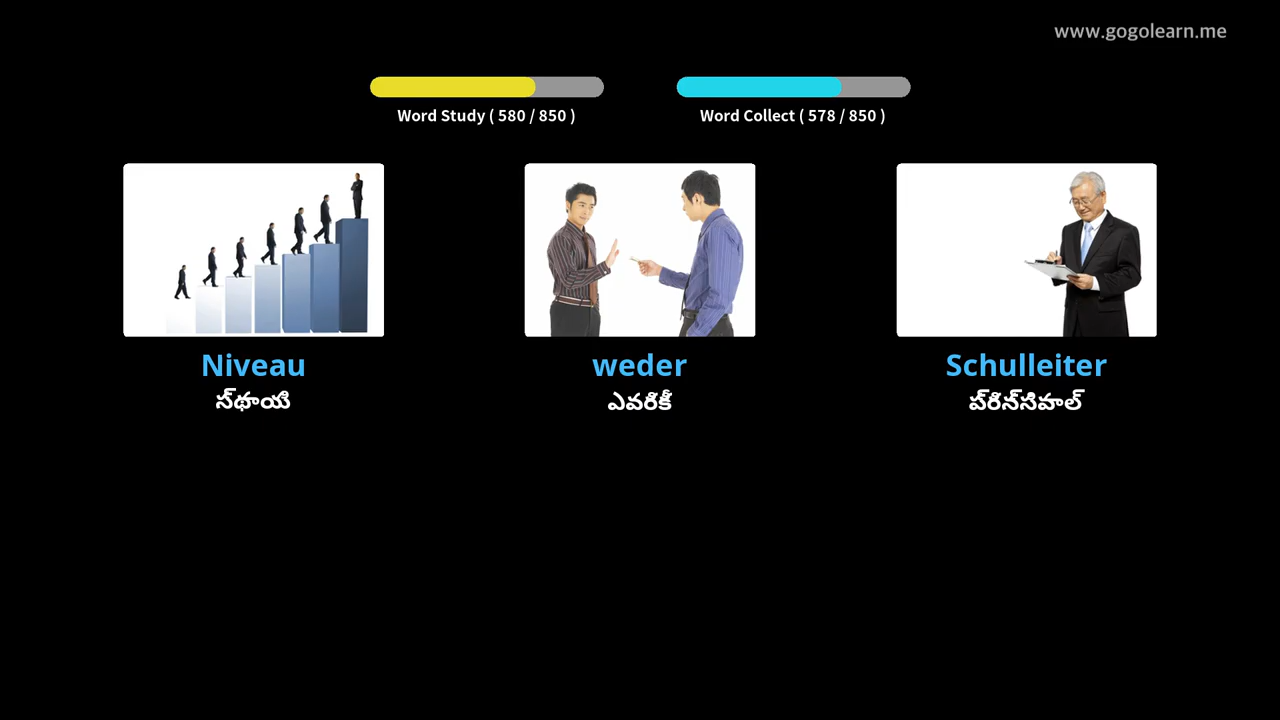 www.gogolearn.me
Word Study ( 580 / 850 )
Word Collect ( 578 / 850 )
Niveau
weder
Schulleiter
స్‌థాయి
ఎవరికీ
ప్‌రిన్‌సిపాల్